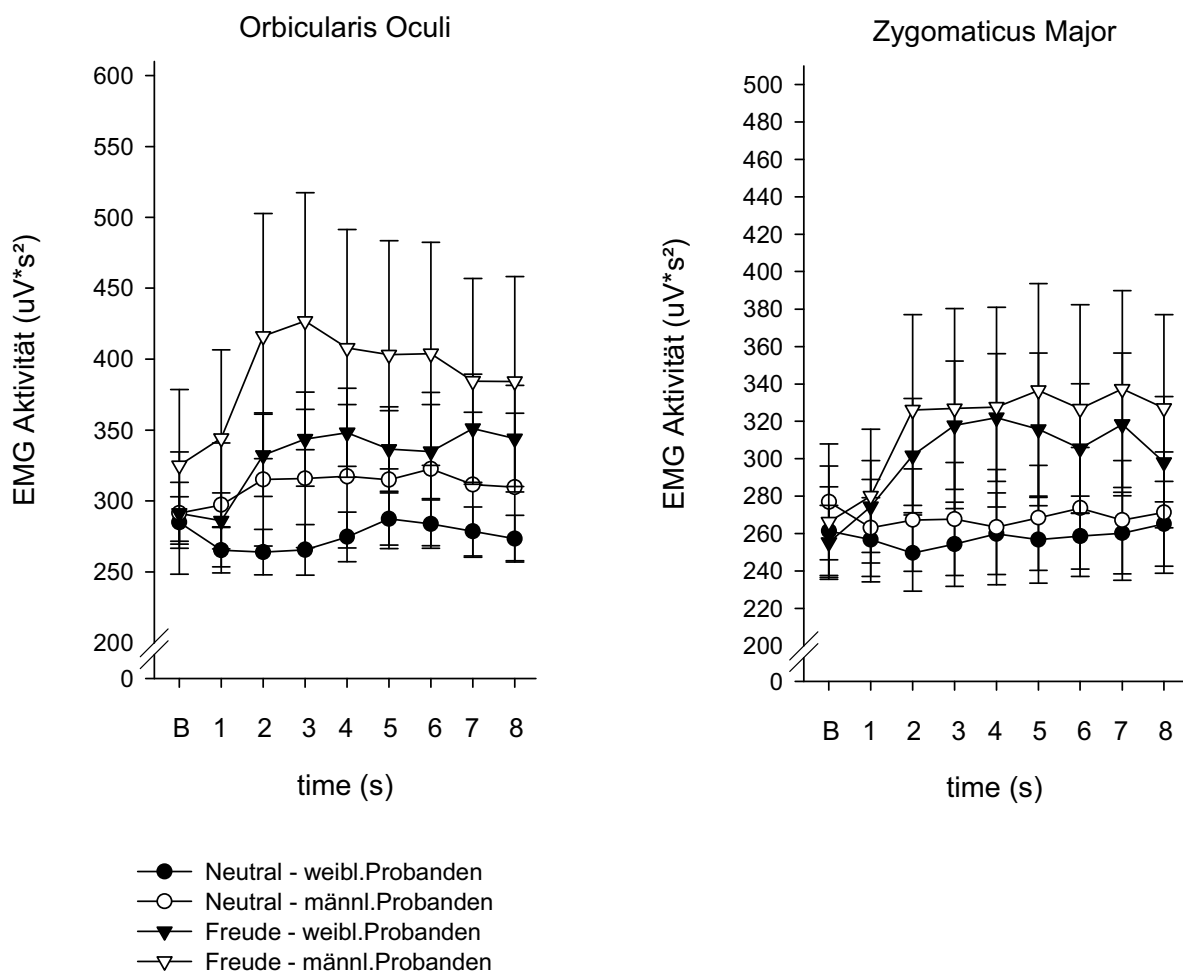 Orbicularis Oculi
EMG Aktivität (uV*s²)
600
550
500
450
400
350
300
250
200
0
B 1 2 3 4 5 6 7 8
time (s)
Zygomaticus Major
EMG Aktivität (uV*s²)
500
480
460
440
420
400
380
360
340
320
300
280
260
240
220
200
0
B 1 2 3 4 5 6 7 8
time (s)
Neutral - weibl.Probanden
Neutral - männl.Probanden
Freude - weibl.Probanden
Freude - männl.Probanden